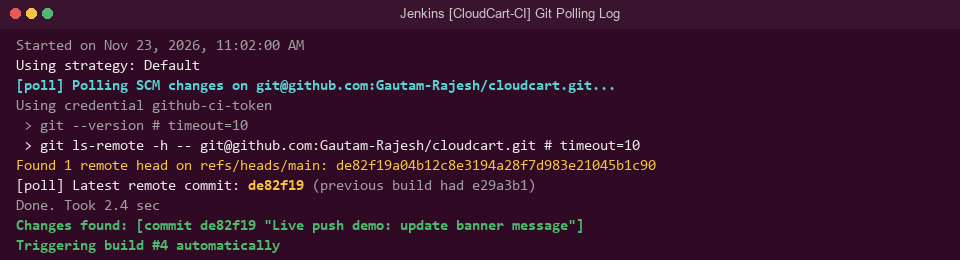 Jenkins [CloudCart-CI] Git Polling Log
Started on Nov 23, 2026, 11:02:00 AM
Using strategy: Default
[poll] Polling SCM changes on git@github.com:Gautam-Rajesh/cloudcart.git...
Using credential github-ci-token
> git --version # timeout=10
> git ls-remote -h -- git@github.com:Gautam-Rajesh/cloudcart.git # timeout=10
Found 1 remote head on refs/heads/main: de82f19a04b12c8e3194a28f7d983e21045b1c90
[poll] Latest remote commit: de82f19 (previous build had e29a3b1)
Done. Took 2.4 sec
Changes found: [commit de82f19 "Live push demo: update banner message"]
Triggering build #4 automatically